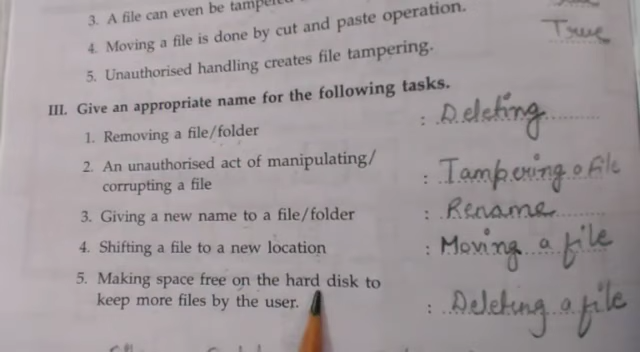 3. A file can even be tampered
4. Moving a file is done by cut and paste operation.
True
5. Unauthorised handling creates file tampering.
III. Give an appropriate name for the following tasks.
1. Removing a file/folder : Deleting
2. An unauthorised act of manipulating/
corrupting a file : Tampering a file
3. Giving a new name to a file/folder : Rename
4. Shifting a file to a new location : Moving a file
5. Making space free on the hard disk to
keep more files by the user. : Deleting a file